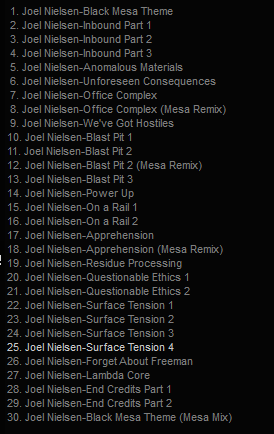 1. Joel Nielsen-Black Mesa Theme
2. Joel Nielsen-Inbound Part 1
3. Joel Nielsen-Inbound Part 2
4. Joel Nielsen-Inbound Part 3
5. Joel Nielsen-Anomalous Materials
6. Joel Nielsen-Unforeseen Consequences
7. Joel Nielsen-Office Complex
8. Joel Nielsen-Office Complex (Mesa Remix)
9. Joel Nielsen-We've Got Hostiles
10. Joel Nielsen-Blast Pit 1
11. Joel Nielsen-Blast Pit 2
12. Joel Nielsen-Blast Pit 2 (Mesa Remix)
13. Joel Nielsen-Blast Pit 3
14. Joel Nielsen-Power Up
15. Joel Nielsen-On a Rail 1
16. Joel Nielsen-On a Rail 2
17. Joel Nielsen-Apprehension
18. Joel Nielsen-Apprehension (Mesa Remix)
19. Joel Nielsen-Residue Processing
20. Joel Nielsen-Questionable Ethics 1
21. Joel Nielsen-Questionable Ethics 2
22. Joel Nielsen-Surface Tension 1
23. Joel Nielsen-Surface Tension 2
24. Joel Nielsen-Surface Tension 3
25. Joel Nielsen-Surface Tension 4
26. Joel Nielsen-Forget About Freeman
27. Joel Nielsen-Lambda Core
28. Joel Nielsen-End Credits Part 1
29. Joel Nielsen-End Credits Part 2
30. Joel Nielsen-Black Mesa Theme (Mesa Mix)